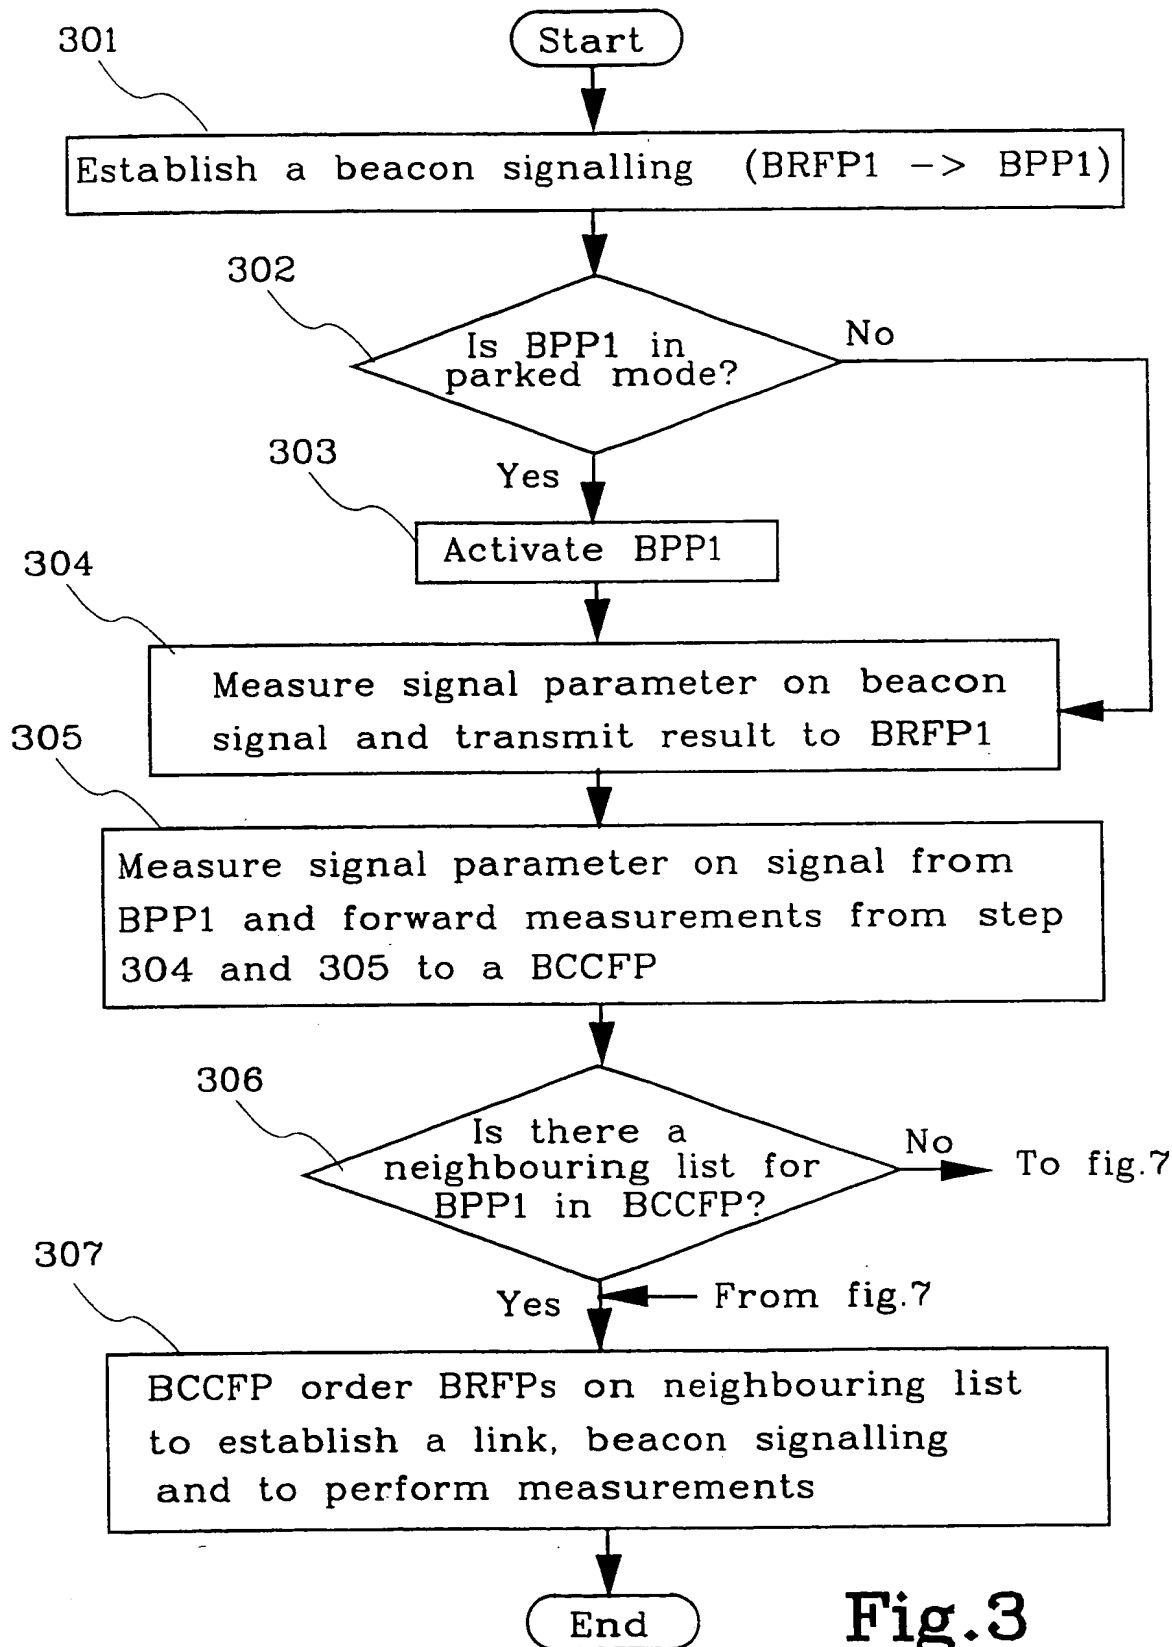 Start
301
Establish a beacon signalling (BRFP1 -> BPP1)
302
Is BPP1 in
parked mode?
No
Yes
303
Activate BPP1
304
Measure signal parameter on beacon
signal and transmit result to BRFP1
305
Measure signal parameter on signal from
BPP1 and forward measurements from step
304 and 305 to a BCCFP
306
Is there a
neighbouring list for
BPP1 in BCCFP?
No
To fig.7
Yes
From fig.7
307
BCCFP order BRFPs on neighbouring list
to establish a link, beacon signalling
and to perform measurements
End
Fig.3